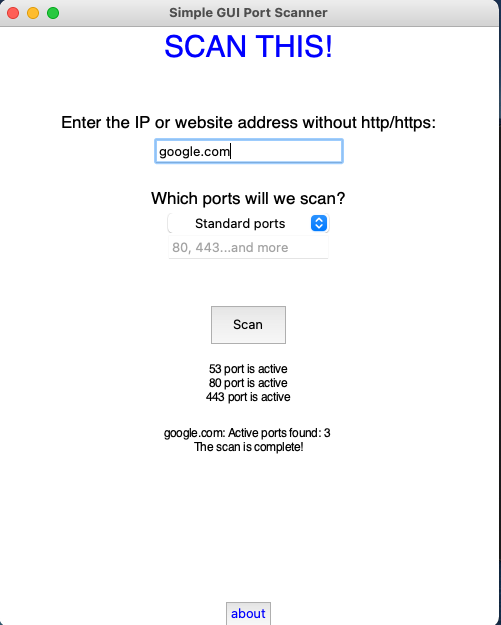 Simple GUI Port Scanner
SCAN THIS!
Enter the IP or website address without http/https:
google.com
Which ports will we scan?
Standard ports
80, 443...and more
Scan
53 port is active
80 port is active
443 port is active
google.com: Active ports found: 3
The scan is complete!
about